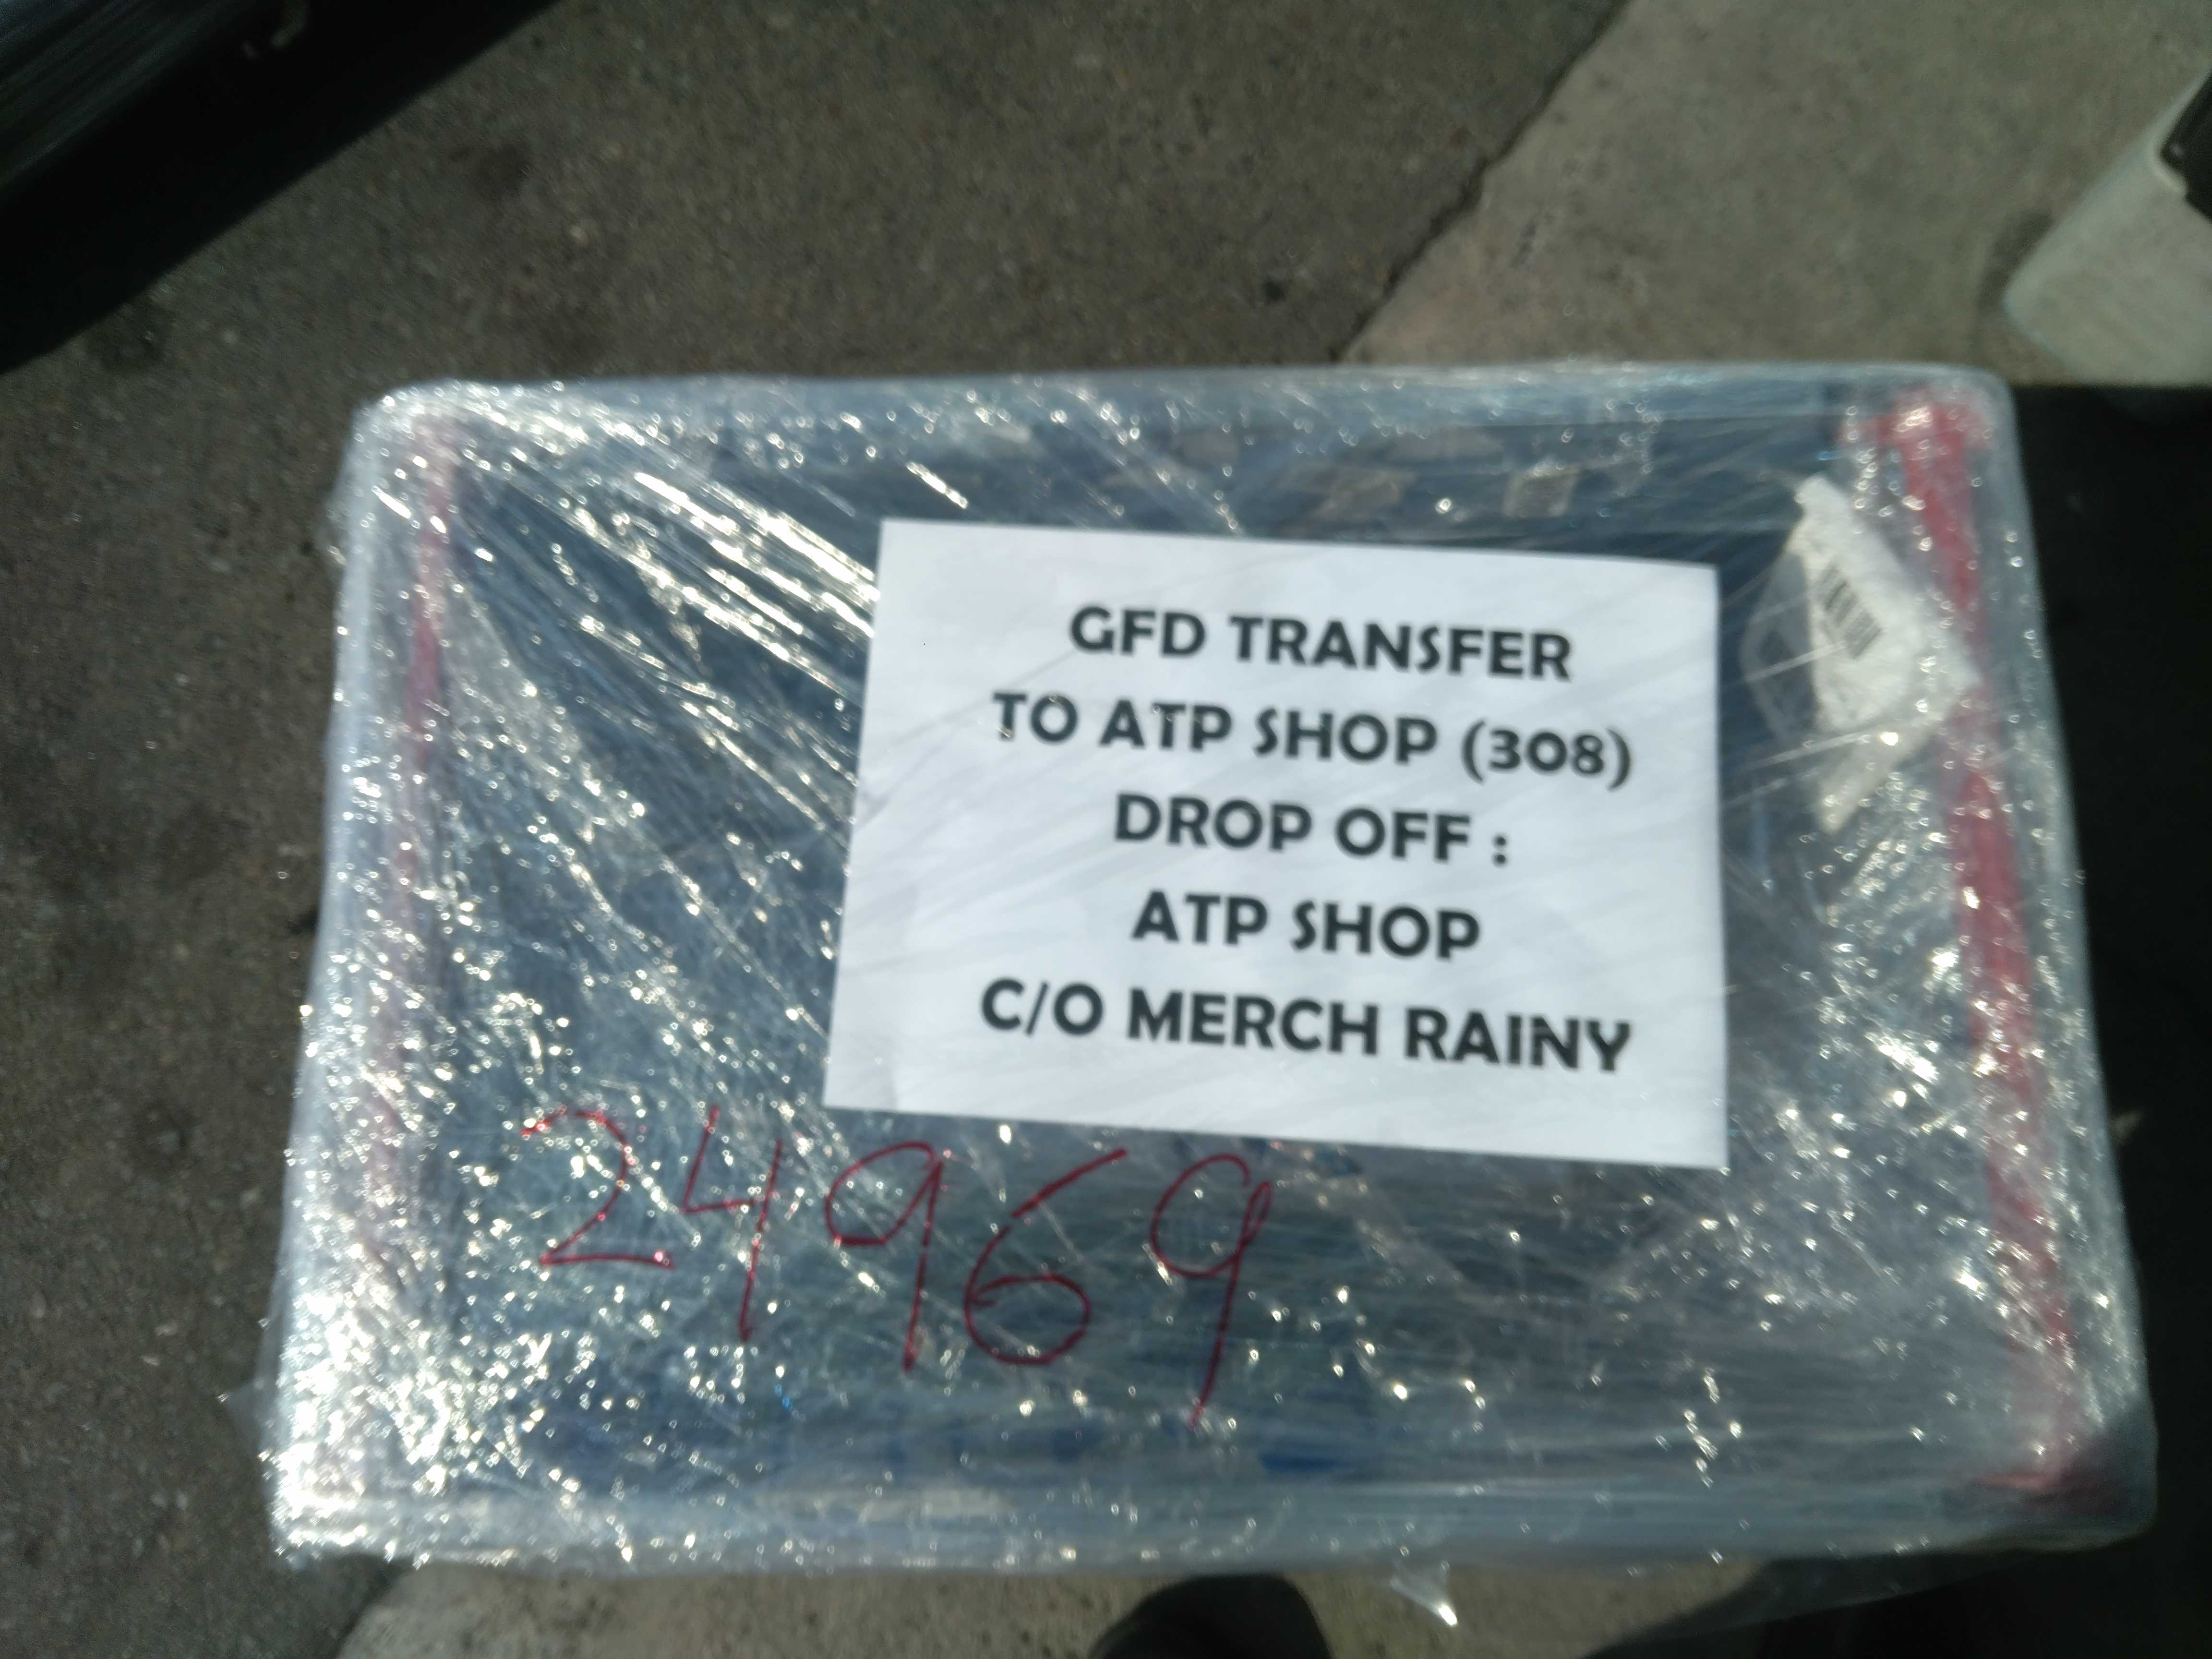 GFD TRANSFER
TO ATP SHOP (308)
DROP OFF :
ATP SHOP
C/O MERCH RAINY
24969